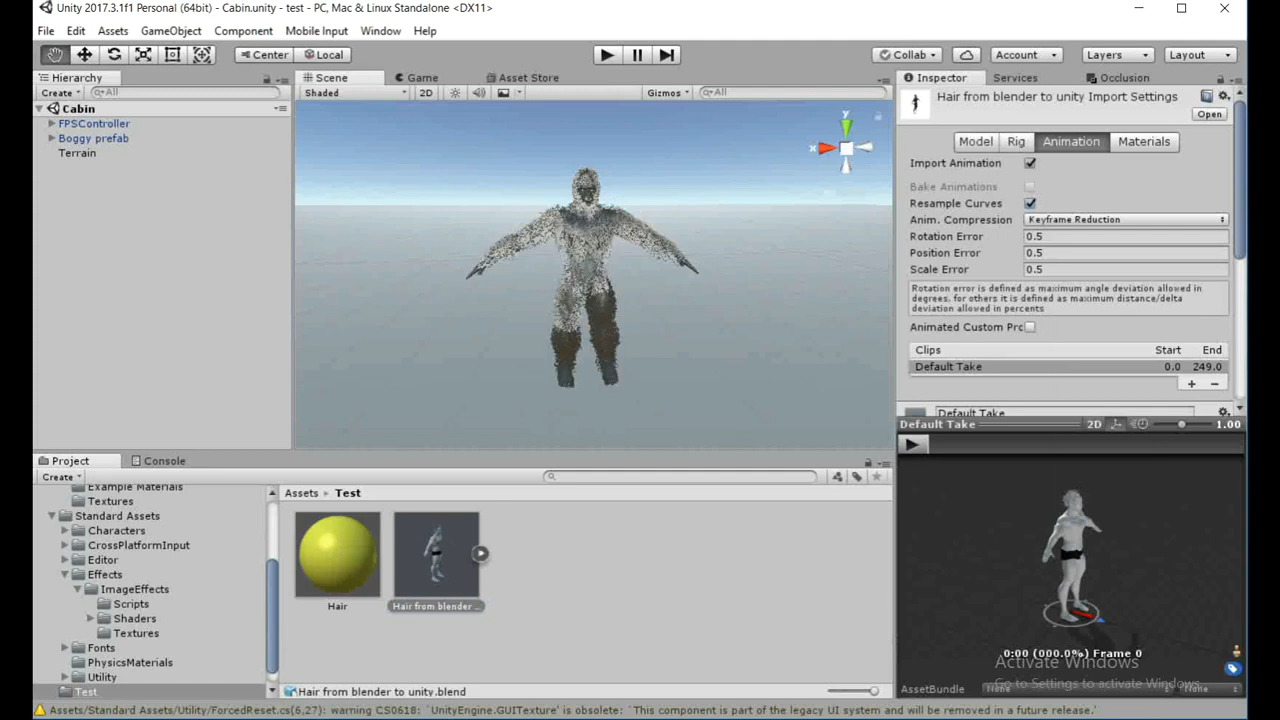 Unity 2017.3.1f1 Personal (64bit) - Cabin.unity - test - PC, Mac & Linux Standalone <DX11>
File Edit Assets GameObject Component Mobile Input Window Help
Center Local Collab Account Layers Layout
Hierarchy
Create All
Cabin
FPSController
Boggy prefab
Terrain
Scene Game Asset Store
Shaded 2D Gizmos All
y
x
Inspector Services Occlusion
Hair from blender to unity Import Settings
Open
Model Rig Animation Materials
Import Animation
Bake Animations
Resample Curves
Anim. Compression Keyframe Reduction
Rotation Error 0.5
Position Error 0.5
Scale Error 0.5
Rotation error is defined as maximum angle deviation allowed in
degrees, for others it is defined as maximum distance/delta
deviation allowed in percents
Animated Custom Prc
Clips Start End
Default Take 0.0 249.0
+ -
Default Take
Default Take 2D 1.00
0:00 (000.0%) Frame 0
Activate Windows
Go to Settings to activate Windows.
AssetBundle None None
Project Console
Create
Example Materials
Textures
Standard Assets
Characters
CrossPlatformInput
Editor
Effects
ImageEffects
Scripts
Shaders
Textures
Fonts
PhysicsMaterials
Utility
Test
Assets Test
Hair
Hair from blender ...
Hair from blender to unity.blend
Assets/Standard Assets/Utility/ForcedReset.cs(6,27): warning CS0618: `UnityEngine.GUITexture' is obsolete: `This component is part of the legacy UI system and will be removed in a future release.'